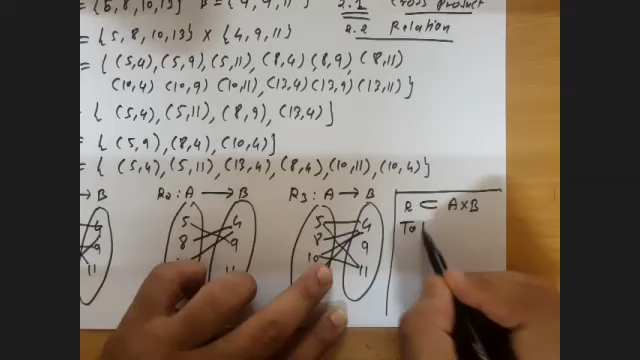 = {5,8,10,13} B = {4,9,11}
2.1 Cross product
2.2 Relation
= {5,8,10,13} X {4,9,11}
= { (5,4),(5,9),(5,11),(8,4)(8,9),(8,11)
(10,4)(10,9),(10,11),(13,4)(13,9)(13,11)}
= { (5,4),(5,11),(8,9),(13,4)}
= {(5,9),(8,4),(10,4)}
= { (5,4),(5,11),(13,4),(8,4),(10,11),(10,4)}
→ B
4
9
11
R2 : A → B
5
8
4
9
11
R3 : A → B
5
8
10
4
9
11
R ⊂ A×B
To